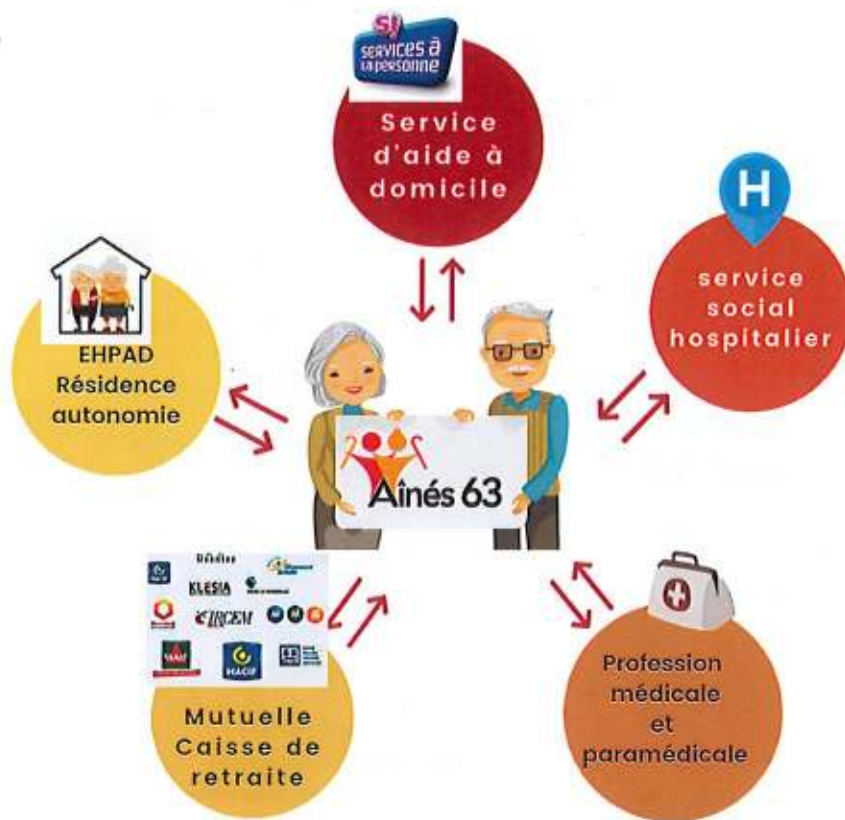 SERVICES à
La PERSONNE
Service
d'aide à
domicile
H
service
social
hospitalier
EHPAD
Résidence
autonomie
Aînés 63
KLESIA
IRCEM
MAAF
MACIF
Mutuelle
Caisse de
retraite
Profession
médicale
et
paramédicale